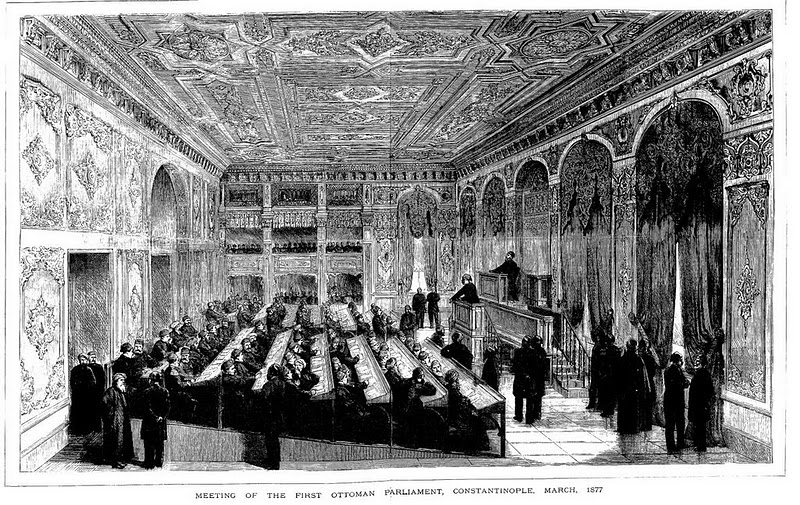 MEETING OF THE FIRST OTTOMAN PARLIAMENT, CONSTANTINOPLE, MARCH, 1877